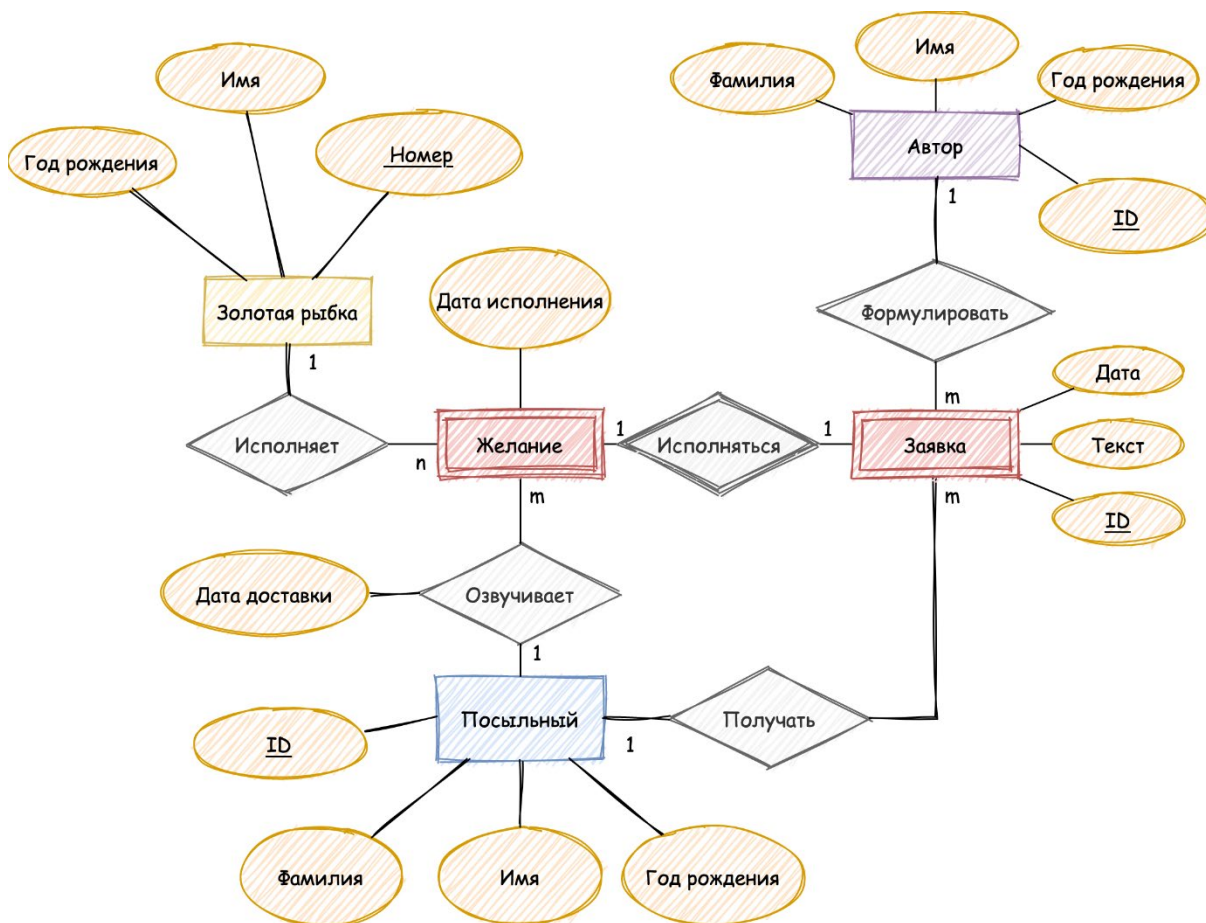 Имя
Имя
Фамилия
Год рождения
Номер
Год рождения
Автор
1
ID
Дата исполнения
Золотая рыбка
Формулировать
1
Дата
m
Исполняет
n
Желание
1
Исполняться
1
Заявка
Текст
m
m
ID
Дата доставки
Озвучивает
1
ID
Посыльный
1
Получать
Фамилия
Имя
Год рождения